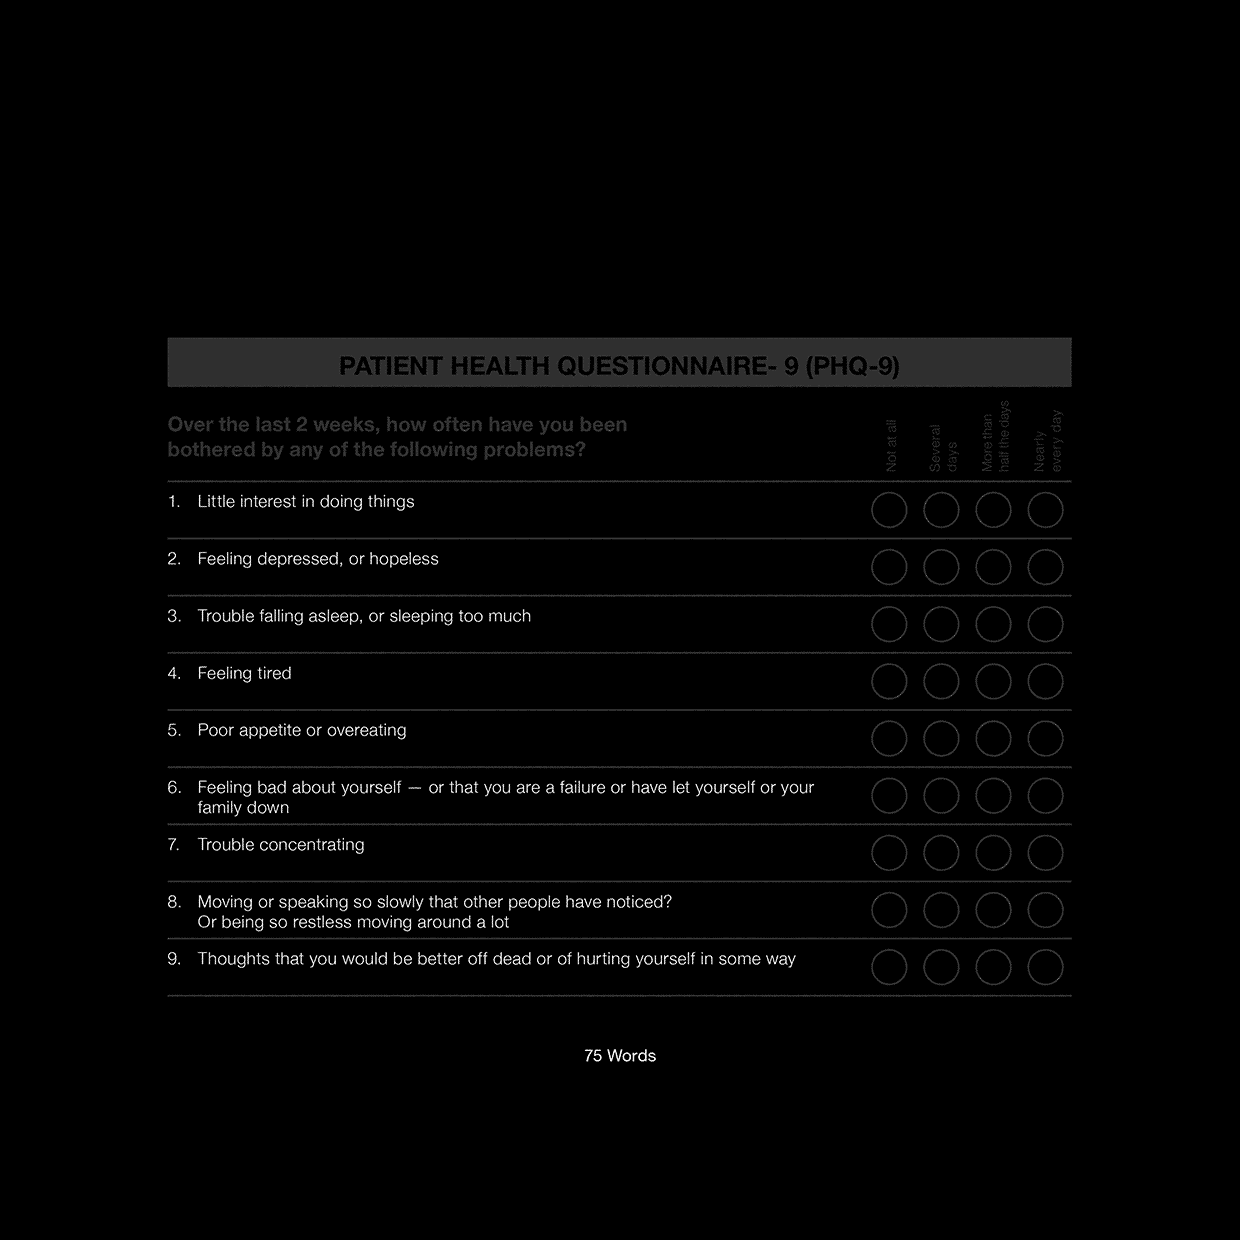 PATIENT HEALTH QUESTIONNAIRE- 9 (PHQ-9)
Over the last 2 weeks, how often have you been
bothered by any of the following problems?
Not at all
Several
days
More than
half the days
Nearly
every day
1. Little interest in doing things
2. Feeling depressed, or hopeless
3. Trouble falling asleep, or sleeping too much
4. Feeling tired
5. Poor appetite or overeating
6. Feeling bad about yourself — or that you are a failure or have let yourself or your
family down
7. Trouble concentrating
8. Moving or speaking so slowly that other people have noticed?
Or being so restless moving around a lot
9. Thoughts that you would be better off dead or of hurting yourself in some way
75 Words